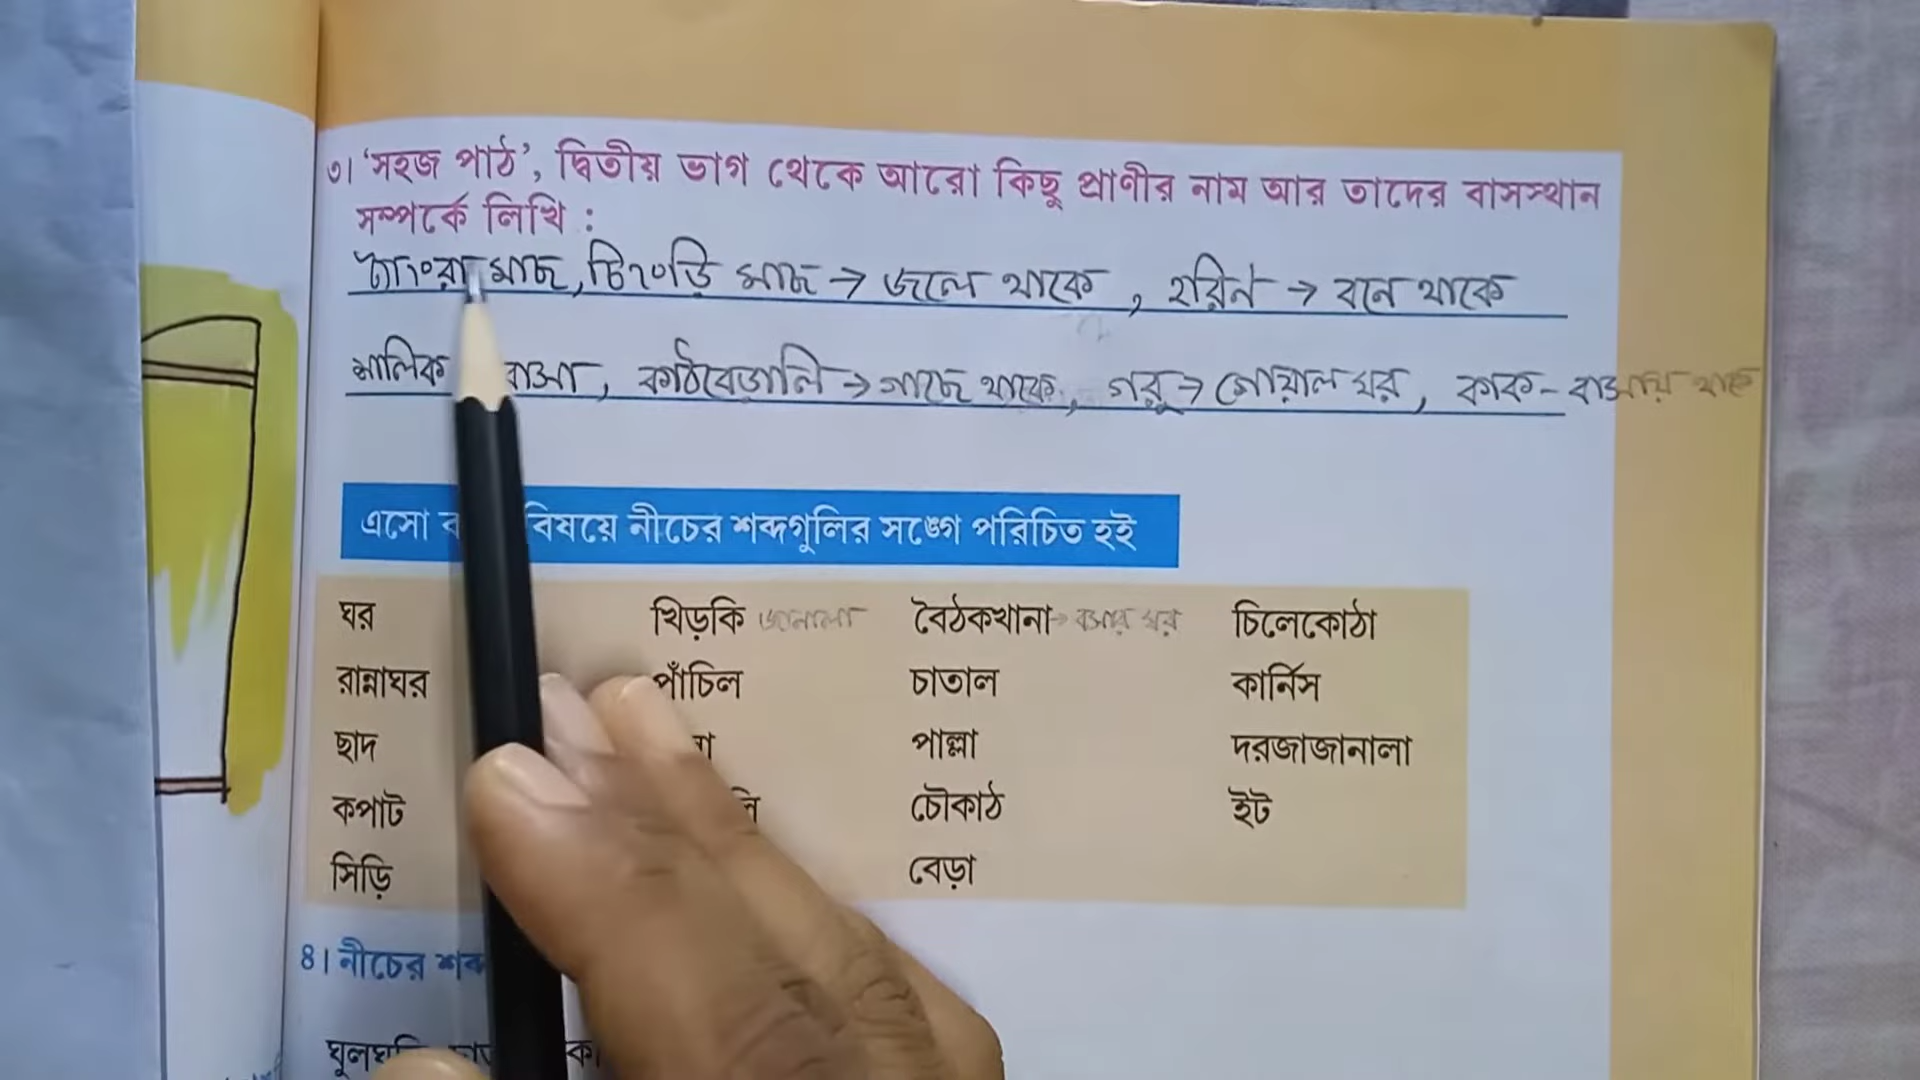 ৩। ‘সহজ পাঠ’, দ্বিতীয় ভাগ থেকে আরো কিছু প্রাণীর নাম আর তাদের বাসস্থান
সম্পর্কে লিখি :
ট্যাংরা মাছ, চিংড়ি মাছ → জলে থাকে , হরিন → বনে থাকে
শালিক বাসা, কাঠবেড়ালি → গাছে থাকে, গরু → গোয়াল ঘর, কাক - বাসায় থাকে
এসো বিষয়ে নীচের শব্দগুলির সঙ্গে পরিচিত হই
ঘর খিড়কি জানালা বৈঠকখানা → বসার ঘর চিলেকোঠা
রান্নাঘর পাঁচিল চাতাল কার্নিস
ছাদ পাল্লা দরজাজানালা
কপাট চৌকাঠ ইট
সিড়ি বেড়া
৪। নীচের